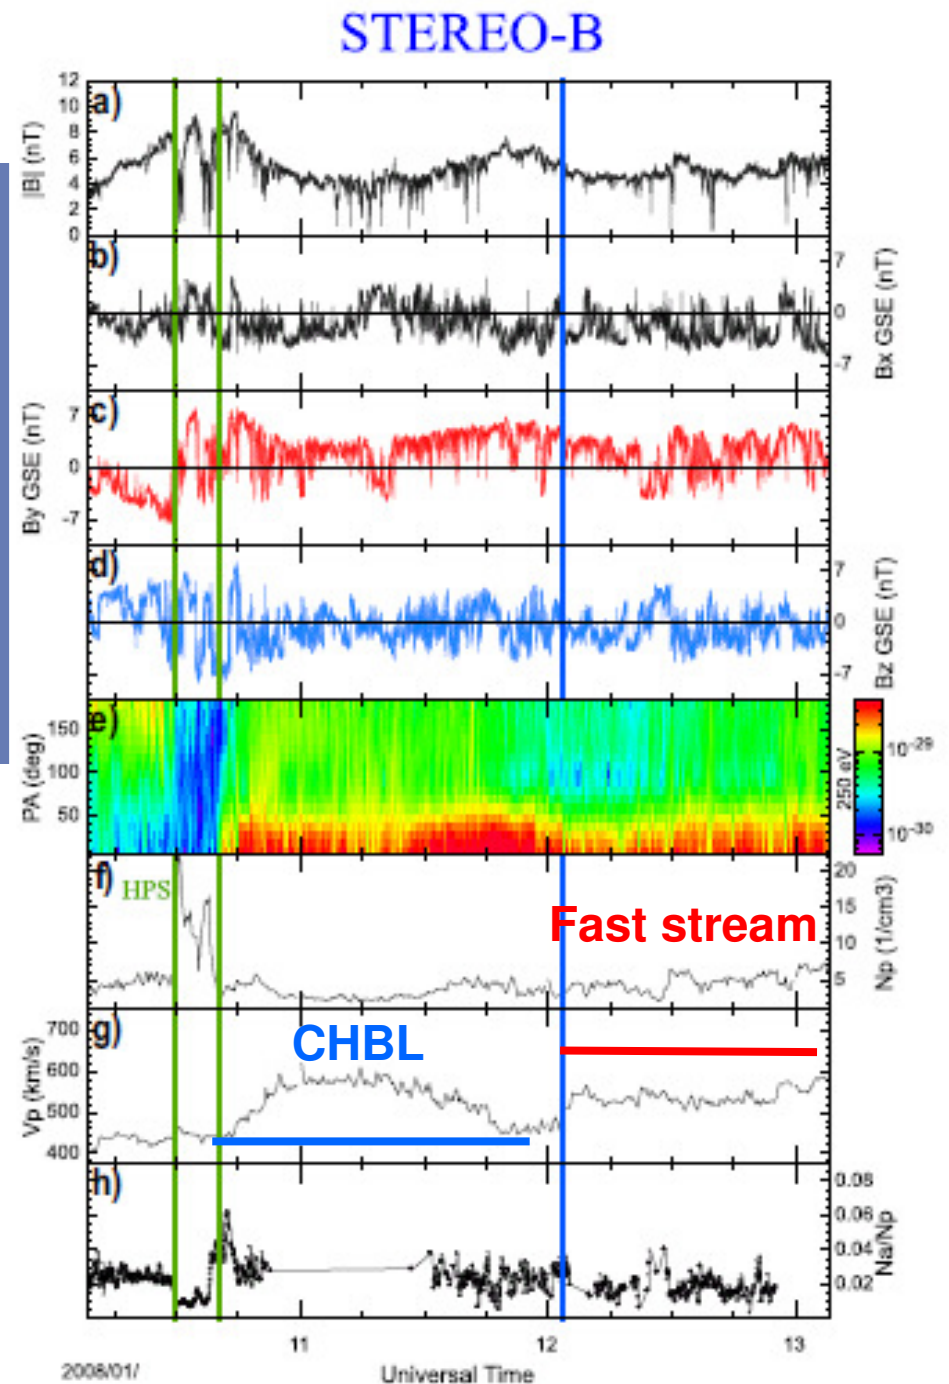 STEREO-B
a)
|B| (nT)
12
10
8
6
4
2
0
b)
7
0
-7
Bx GSE (nT)
c)
By GSE (nT)
7
0
-7
d)
7
0
-7
Bz GSE (nT)
e)
PA (deg)
150
100
50
250 eV
10⁻²⁹
10⁻³⁰
f)
HPS
Fast stream
20
15
10
5
Np (1/cm3)
g)
CHBL
Vp (km/s)
700
600
500
400
h)
0.08
0.06
0.04
0.02
Na/Np
11 12 13
2008/01/ Universal Time